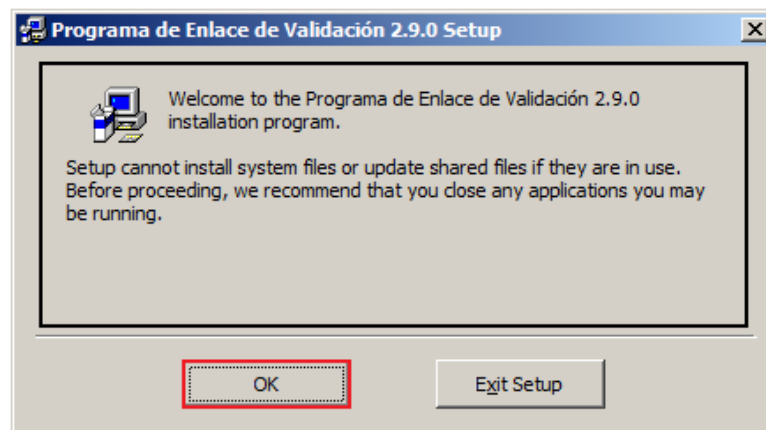 Programa de Enlace de Validación 2.9.0 Setup
Welcome to the Programa de Enlace de Validación 2.9.0
installation program.
Setup cannot install system files or update shared files if they are in use.
Before proceeding, we recommend that you close any applications you may
be running.
OK
Exit Setup